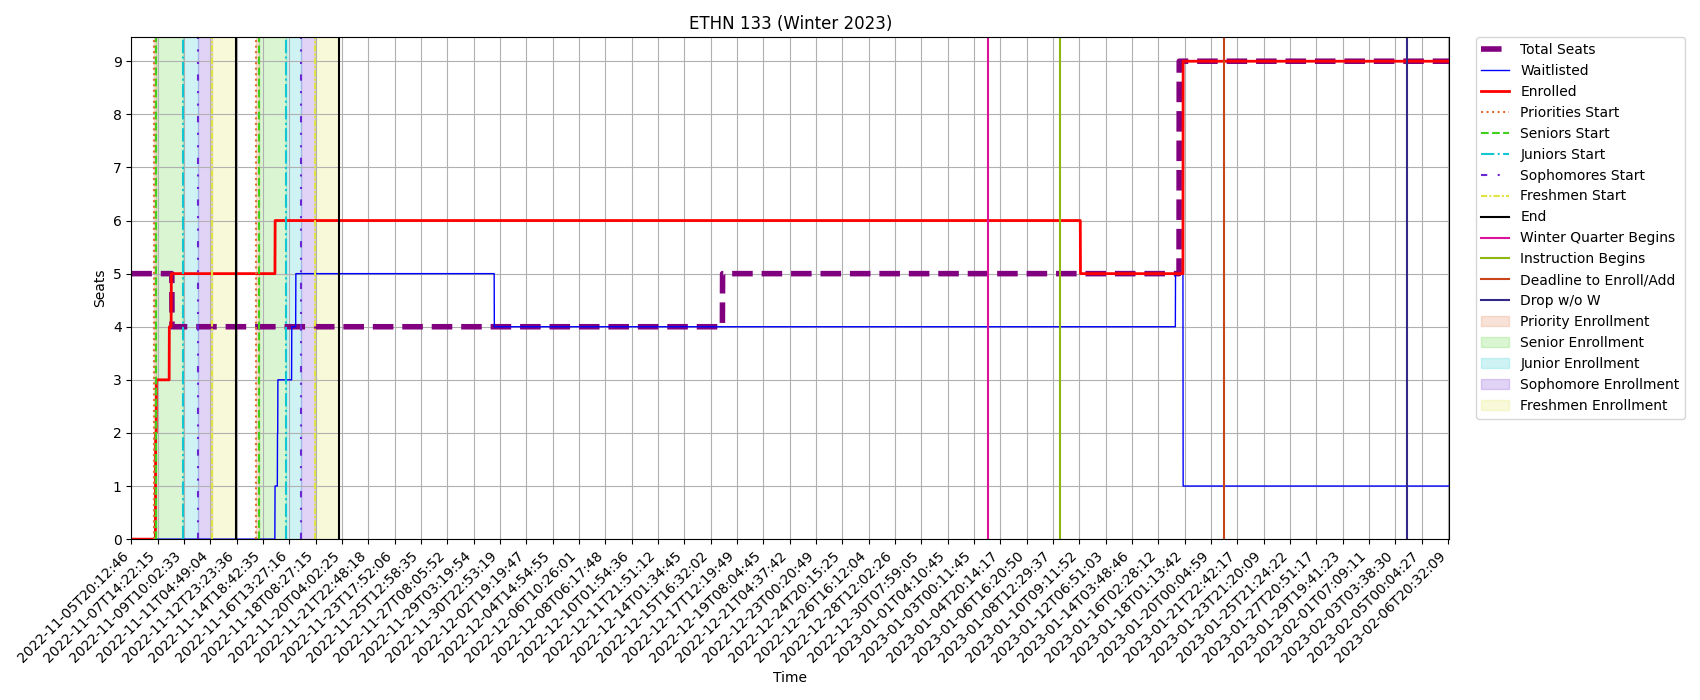 ETHN 133 (Winter 2023)
Seats
9
8
7
6
5
4
3
2
1
0
2022-11-05T20:12:46
2022-11-07T14:22:15
2022-11-09T10:02:33
2022-11-11T04:49:04
2022-11-12T23:23:36
2022-11-14T18:42:35
2022-11-16T13:27:16
2022-11-18T08:27:15
2022-11-20T04:02:25
2022-11-21T22:48:18
2022-11-23T17:52:06
2022-11-25T12:58:35
2022-11-27T08:05:52
2022-11-29T03:19:54
2022-11-30T22:53:19
2022-12-02T19:19:47
2022-12-04T14:54:55
2022-12-06T10:26:01
2022-12-08T06:17:48
2022-12-10T01:54:36
2022-12-11T21:51:12
2022-12-14T01:34:45
2022-12-15T16:32:02
2022-12-17T12:19:49
2022-12-19T08:04:45
2022-12-21T04:37:42
2022-12-23T00:20:49
2022-12-24T20:15:25
2022-12-26T16:12:04
2022-12-28T12:02:26
2022-12-30T07:59:05
2023-01-01T04:10:45
2023-01-03T00:11:45
2023-01-04T20:14:17
2023-01-06T16:20:50
2023-01-08T12:29:37
2023-01-10T09:11:52
2023-01-12T06:51:03
2023-01-14T03:48:46
2023-01-16T02:28:12
2023-01-18T01:13:42
2023-01-20T00:04:59
2023-01-21T22:42:17
2023-01-23T21:20:09
2023-01-25T21:24:22
2023-01-27T20:51:17
2023-01-29T19:41:23
2023-02-01T07:09:11
2023-02-03T03:38:30
2023-02-05T00:04:27
2023-02-06T20:32:09
Time
Total Seats
Waitlisted
Enrolled
Priorities Start
Seniors Start
Juniors Start
Sophomores Start
Freshmen Start
End
Winter Quarter Begins
Instruction Begins
Deadline to Enroll/Add
Drop w/o W
Priority Enrollment
Senior Enrollment
Junior Enrollment
Sophomore Enrollment
Freshmen Enrollment